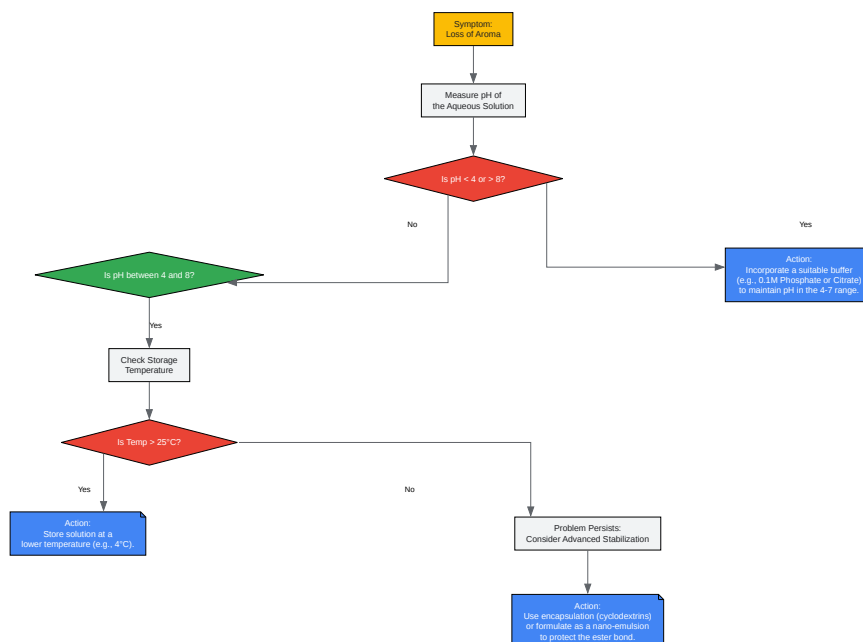 Symptom:
Loss of Aroma
Measure pH of
the Aqueous Solution
Is pH < 4 or > 8?
No
Yes
Action:
Incorporate a suitable buffer
(e.g., 0.1M Phosphate or Citrate)
to maintain pH in the 4-7 range.
Is pH between 4 and 8?
Yes
Check Storage
Temperature
Is Temp > 25°C?
Yes
No
Action:
Store solution at a
lower temperature (e.g., 4°C).
Problem Persists:
Consider Advanced Stabilization
Action:
Use encapsulation (cyclodextrins)
or formulate as a nano-emulsion
to protect the ester bond.